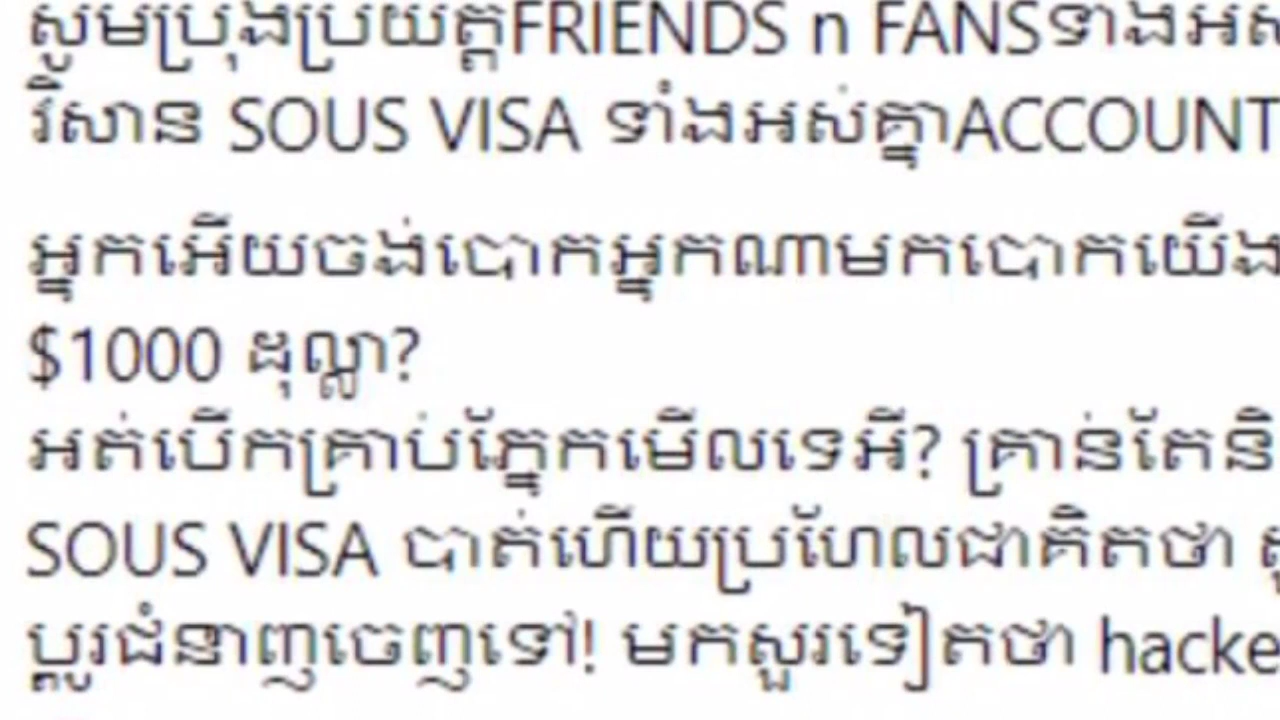 សូមប្រុងប្រយត្តFRIENDS n FANSទាំងអស
វិសាន SOUS VISA ទាំងអស់គ្នាACCOUNT
អ្នកអើយចង់បោកអ្នកណាមកបោកយើង
$1000 ដុល្លា?
អត់បើកគ្រាប់ភ្នែកមើលទេអី? គ្រាន់តែនិ
SOUS VISA បាត់ហើយប្រហែលជាគិតថា
ប្តូរជំនាញចេញទៅ! មកសួរទៀតថា hacke